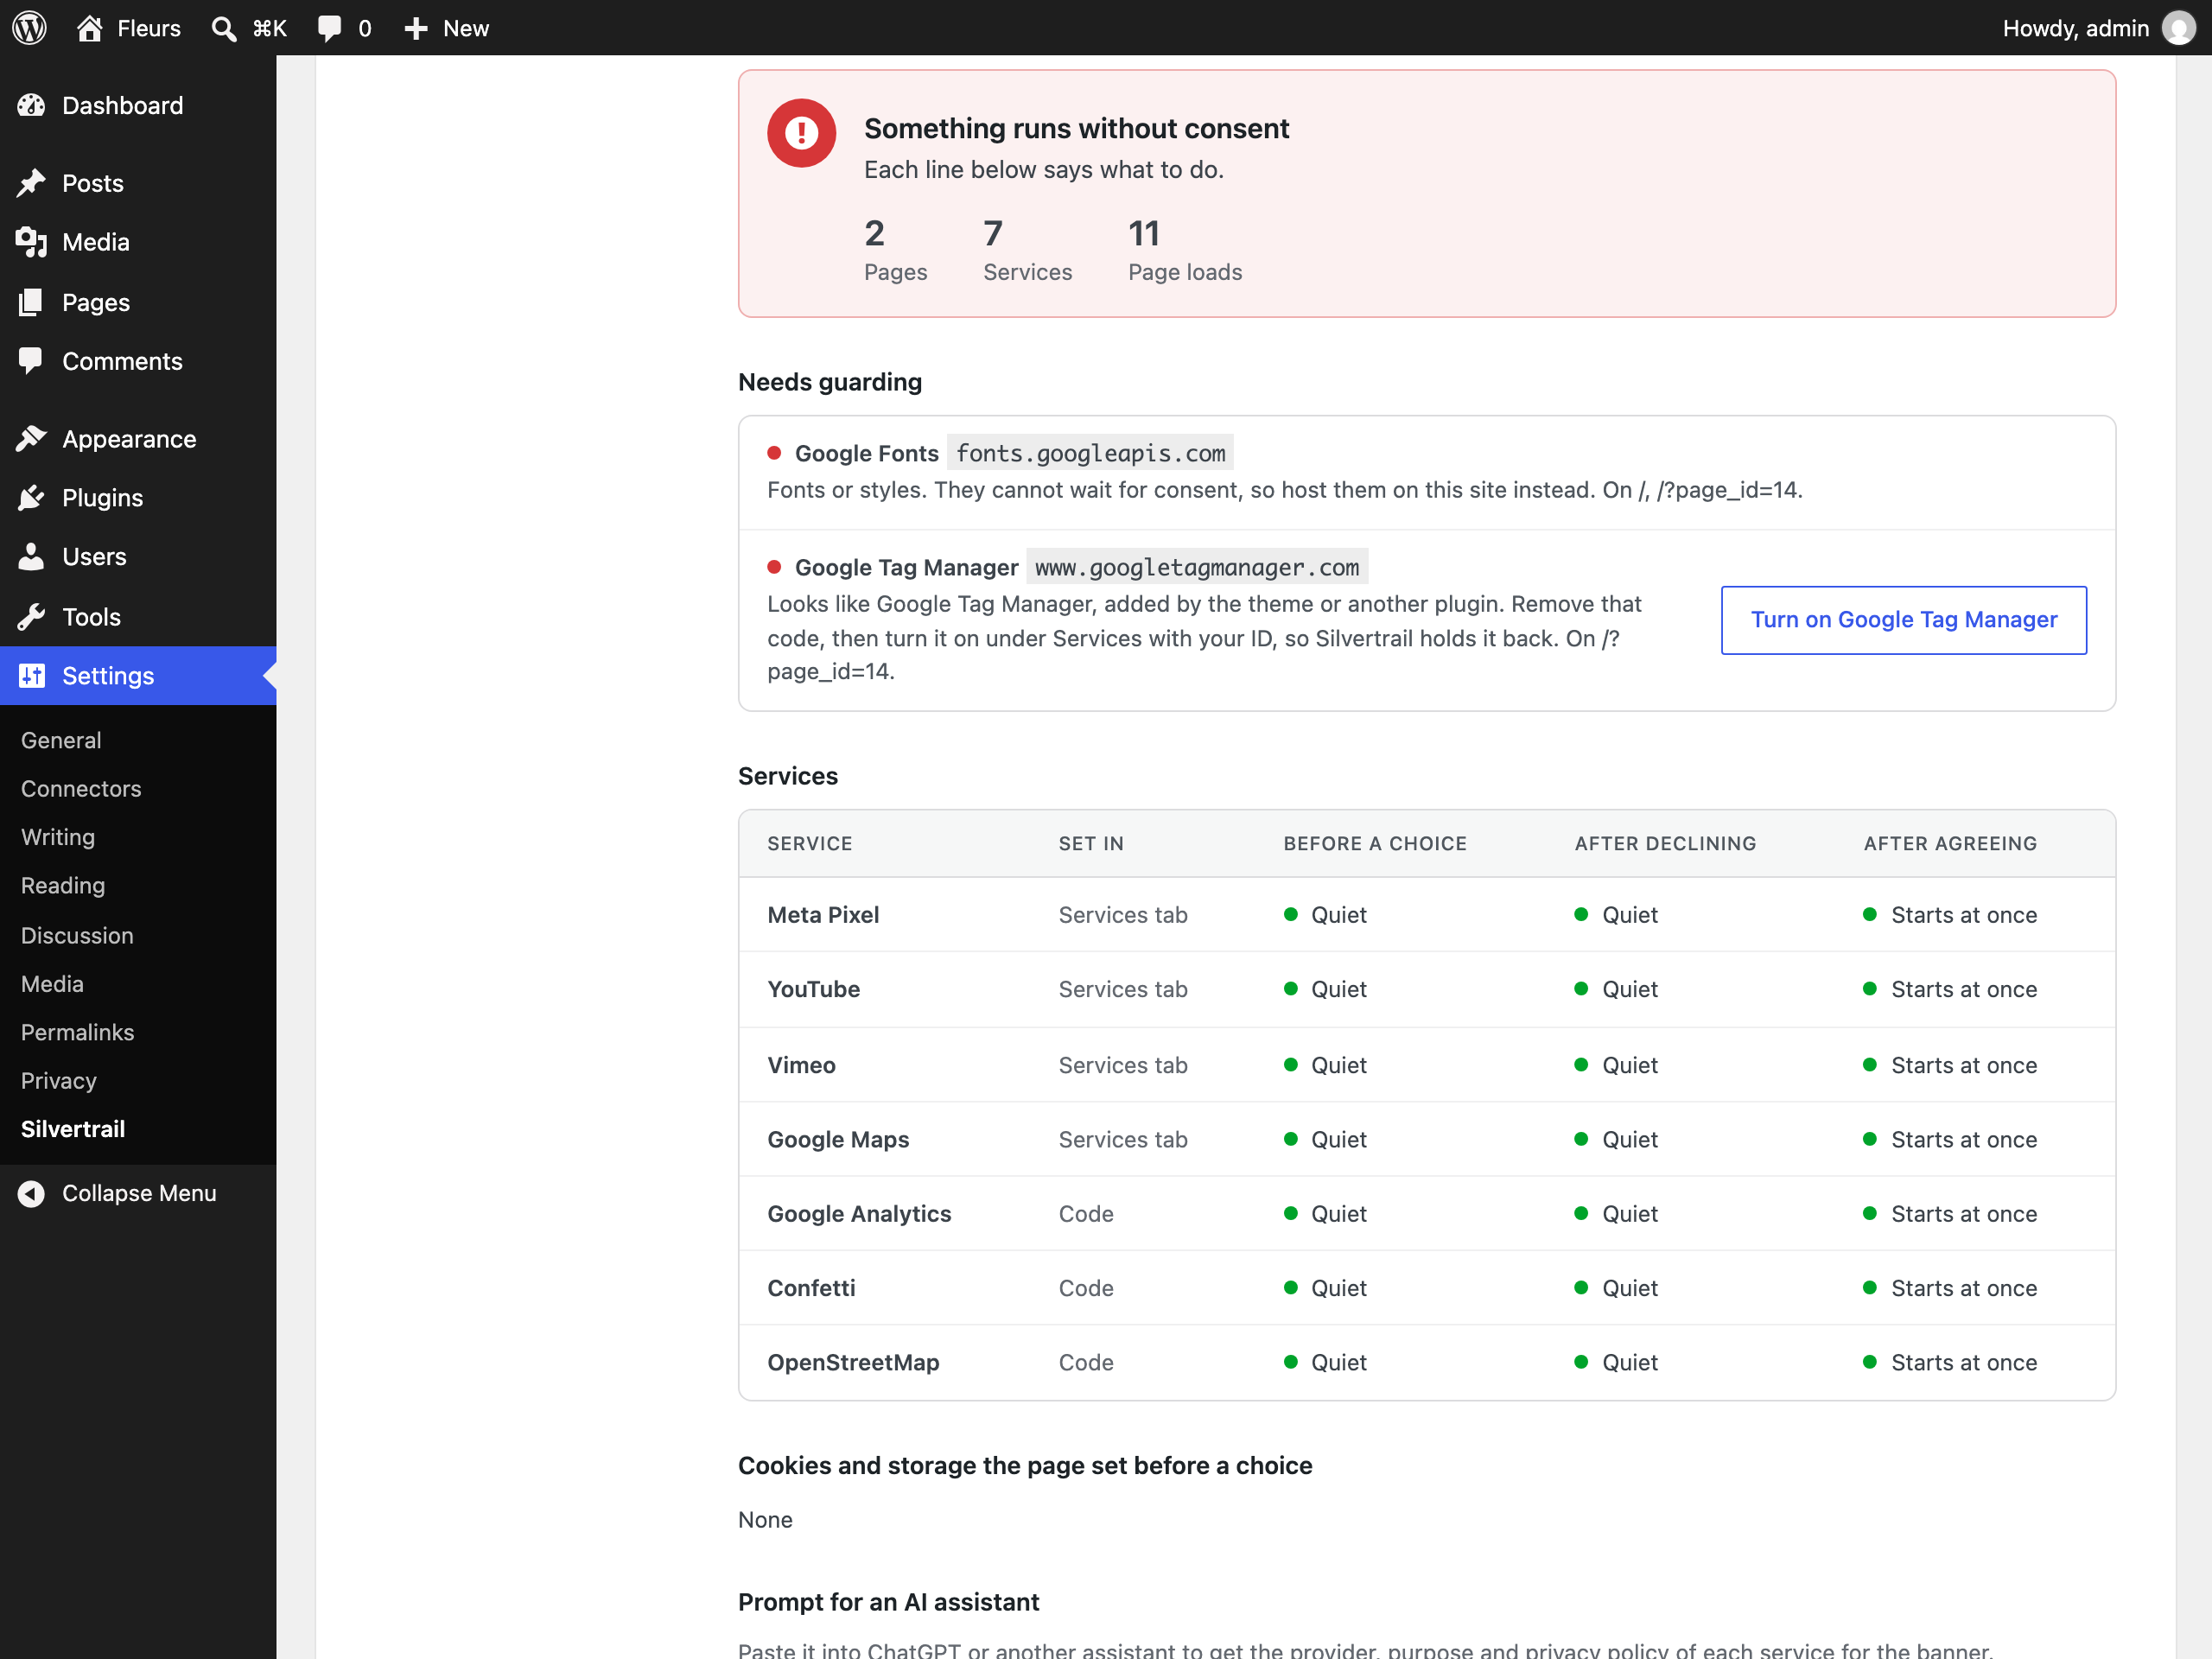 Fleurs ⌘K 0 New Howdy, admin
Dashboard
Posts
Media
Pages
Comments
Appearance
Plugins
Users
Tools
Settings
General
Connectors
Writing
Reading
Discussion
Media
Permalinks
Privacy
Silvertrail
Collapse Menu
Something runs without consent
Each line below says what to do.
2 7 11
Pages Services Page loads
Needs guarding
Google Fonts fonts.googleapis.com
Fonts or styles. They cannot wait for consent, so host them on this site instead. On /, /?page_id=14.
Google Tag Manager www.googletagmanager.com
Looks like Google Tag Manager, added by the theme or another plugin. Remove that
code, then turn it on under Services with your ID, so Silvertrail holds it back. On /?
page_id=14.
Turn on Google Tag Manager
Services
SERVICE SET IN BEFORE A CHOICE AFTER DECLINING AFTER AGREEING
Meta Pixel Services tab Quiet Quiet Starts at once
YouTube Services tab Quiet Quiet Starts at once
Vimeo Services tab Quiet Quiet Starts at once
Google Maps Services tab Quiet Quiet Starts at once
Google Analytics Code Quiet Quiet Starts at once
Confetti Code Quiet Quiet Starts at once
OpenStreetMap Code Quiet Quiet Starts at once
Cookies and storage the page set before a choice
None
Prompt for an AI assistant
Paste it into ChatGPT or another assistant to get the provider, purpose and privacy policy of each service for the banner.